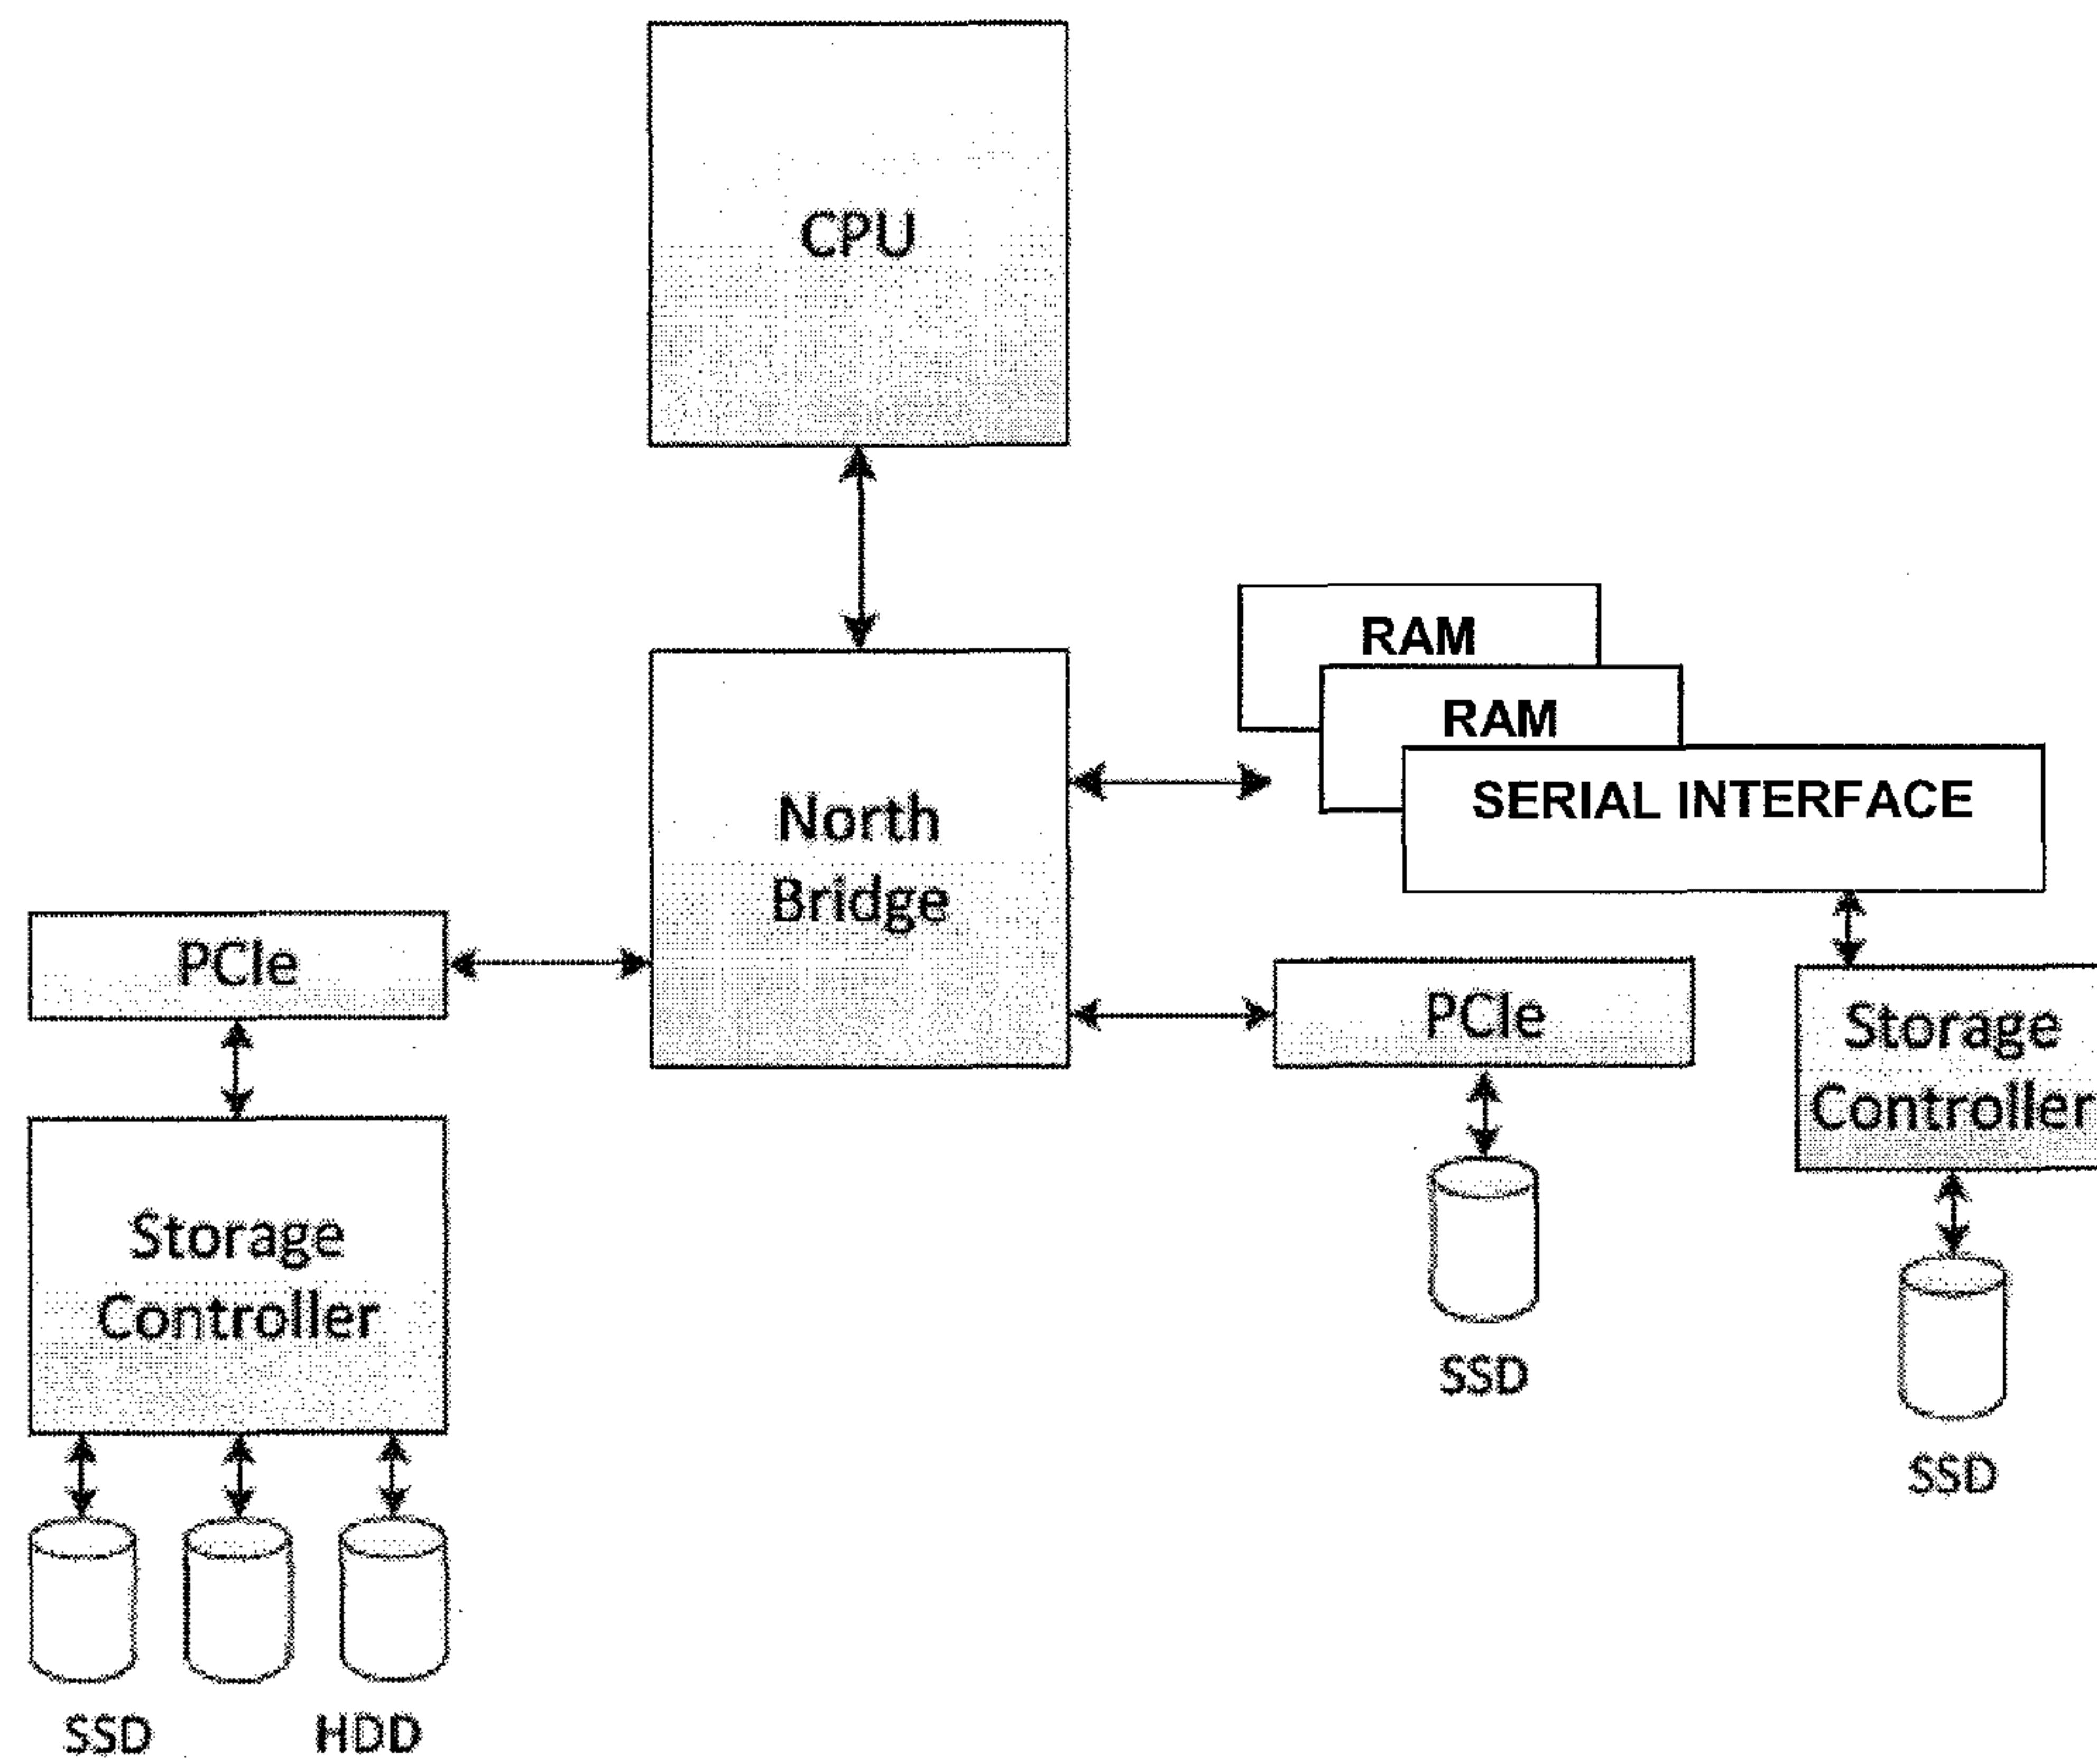 CPU
RAM
RAM
SERIAL INTERFACE
North
Bridge
PCIe
PCIe
Storage
Controller
Storage
Controller
SSD
SSD
SSD
HDD